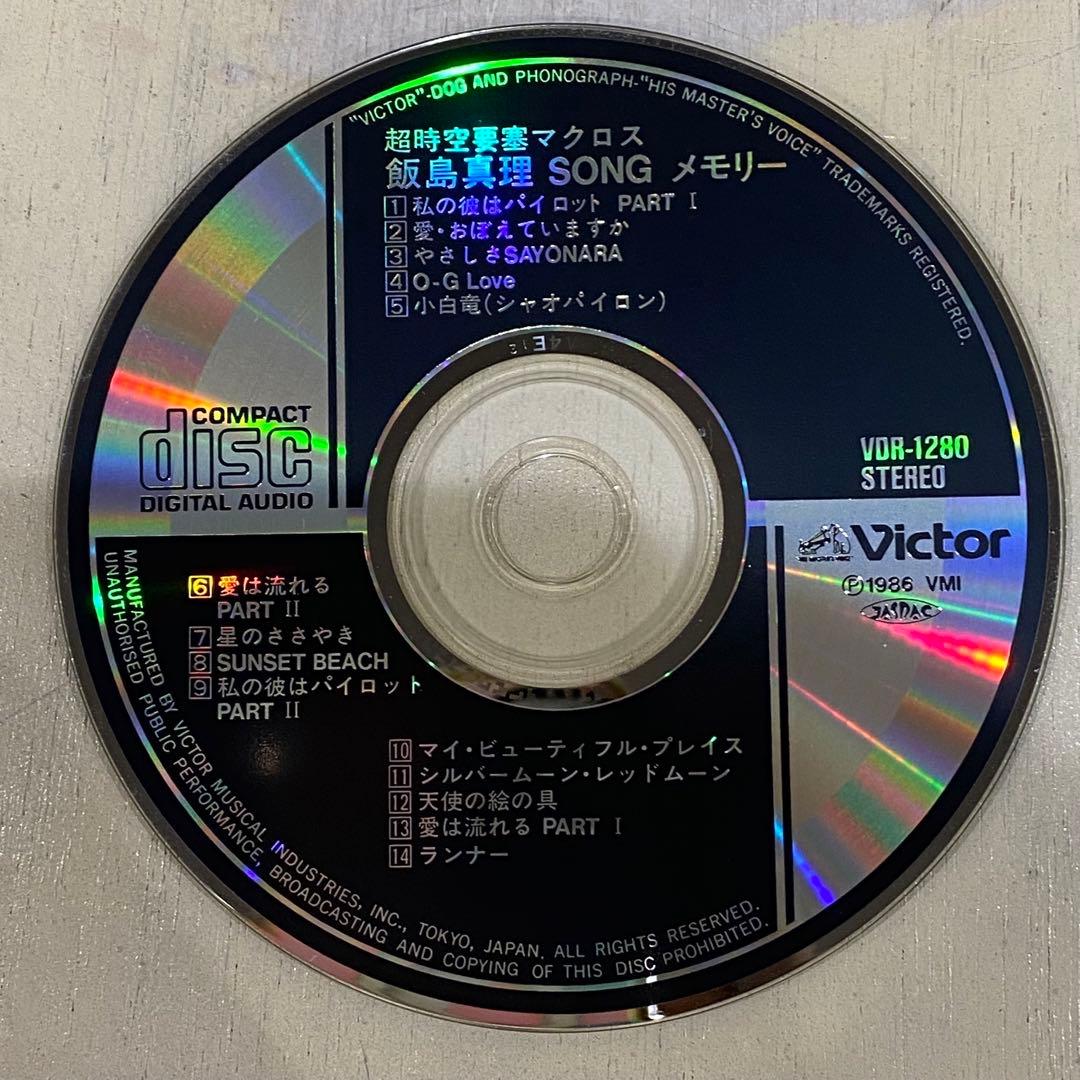 "VICTOR"-DOG AND PHONOGRAPH-"HIS MASTER'S VOICE" TRADEMARKS REGISTERED.
超時空要塞マクロス
飯島真理 SONG メモリー
1 私の彼はパイロット PART I
2 愛・おぼえていますか
3 やさしさSAYONARA
4 O-G Love
5 小白竜(シャオパイロン)
COMPACT
disc
DIGITAL AUDIO
VDR-1280
STEREO
Victor
Ⓟ1986 VMI
JASRAC
6 愛は流れる
PART II
7 星のささやき
8 SUNSET BEACH
9 私の彼はパイロット
PART II
10 マイ・ビューティフル・プレイス
11 シルバームーン・レッドムーン
12 天使の絵の具
13 愛は流れる PART I
14 ランナー
MANUFACTURED BY VICTOR MUSICAL INDUSTRIES, INC., TOKYO, JAPAN. ALL RIGHTS RESERVED.
UNAUTHORISED PUBLIC PERFORMANCE, BROADCASTING AND COPYING OF THIS DISC PROHIBITED.